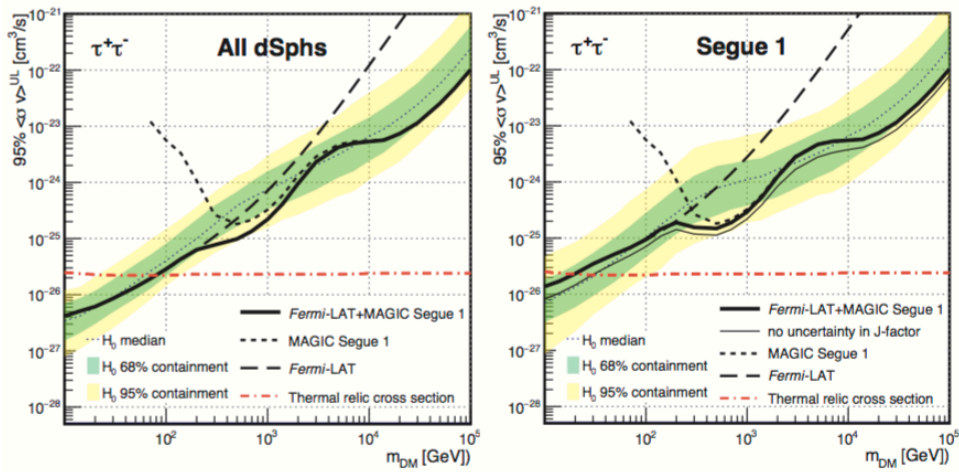 95% <σ v>^UL [cm³/s]
10⁻²¹
10⁻²²
10⁻²³
10⁻²⁴
10⁻²⁵
10⁻²⁶
10⁻²⁷
10⁻²⁸
τ⁺τ⁻
All dSphs
Fermi-LAT+MAGIC Segue 1
H₀ median
MAGIC Segue 1
H₀ 68% containment
Fermi-LAT
H₀ 95% containment
Thermal relic cross section
10² 10³ 10⁴ 10⁵
m_DM [GeV])
95% <σ v>^UL [cm³/s]
10⁻²¹
10⁻²²
10⁻²³
10⁻²⁴
10⁻²⁵
10⁻²⁶
10⁻²⁷
10⁻²⁸
τ⁺τ⁻
Segue 1
Fermi-LAT+MAGIC Segue 1
no uncertainty in J-factor
H₀ median
MAGIC Segue 1
H₀ 68% containment
Fermi-LAT
H₀ 95% containment
Thermal relic cross section
10² 10³ 10⁴ 10⁵
m_DM [GeV])